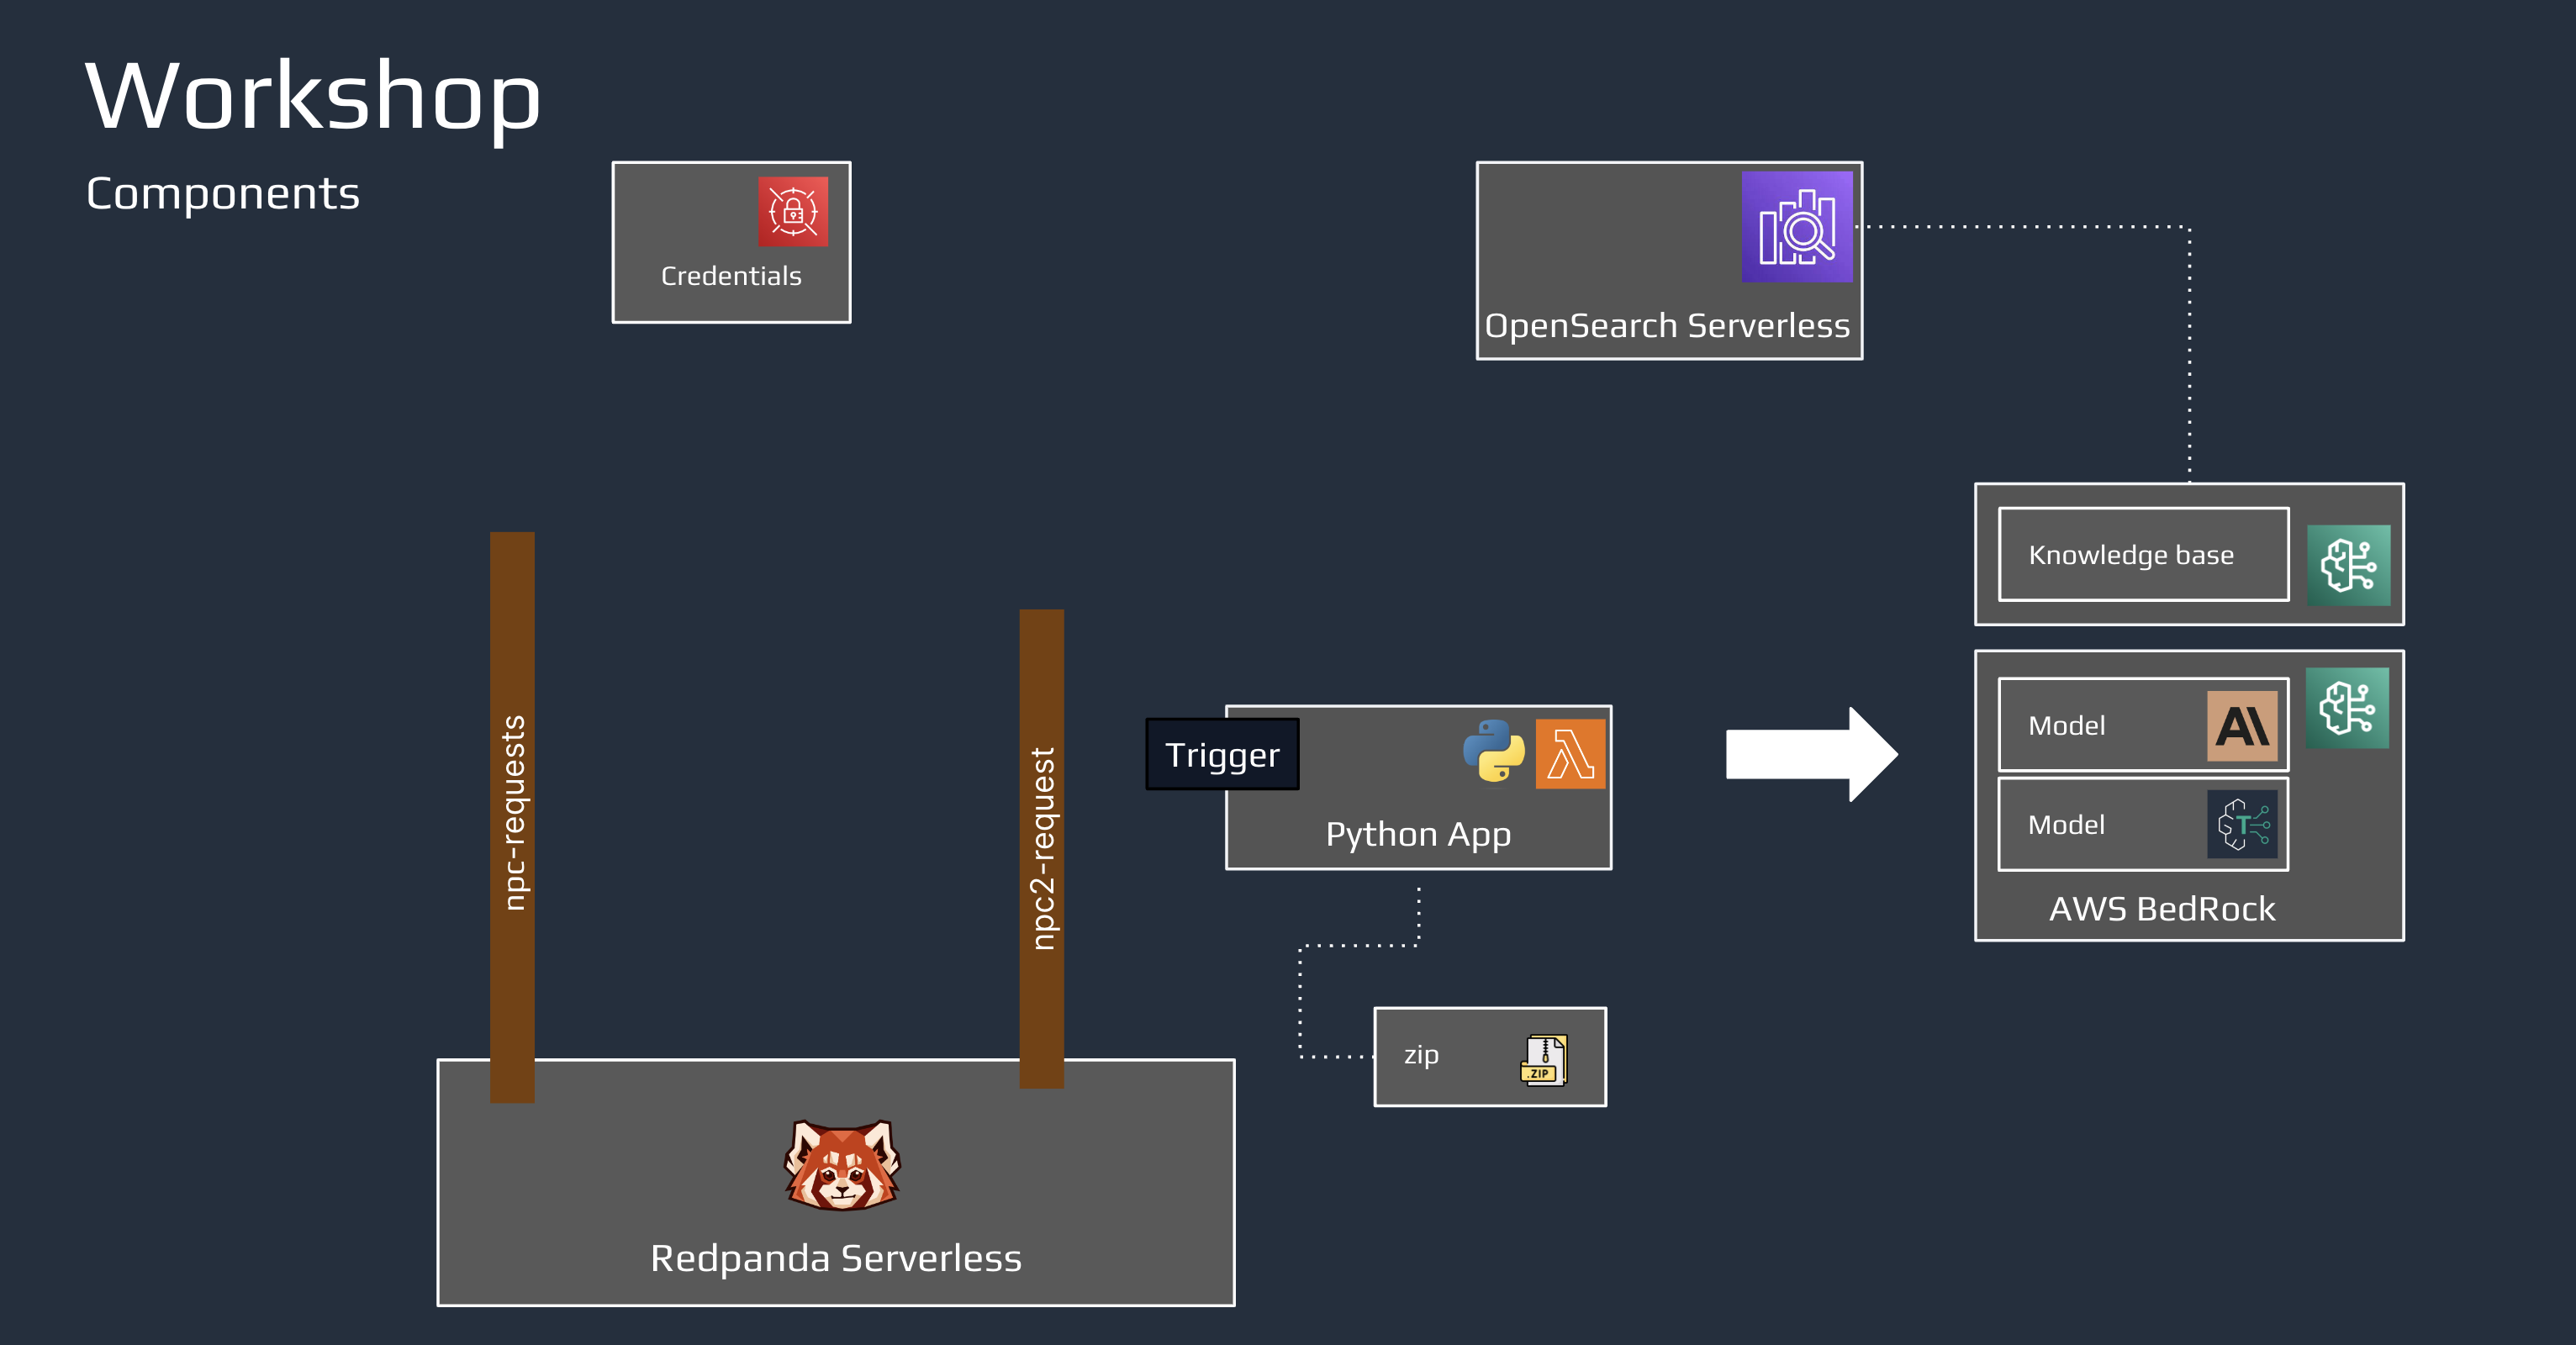 Workshop
Components
Credentials
OpenSearch Serverless
Knowledge base
npc-requests
npc2-request
Trigger
Python App
Model
AI
Model
T
AWS BedRock
zip
.ZIP
Redpanda Serverless